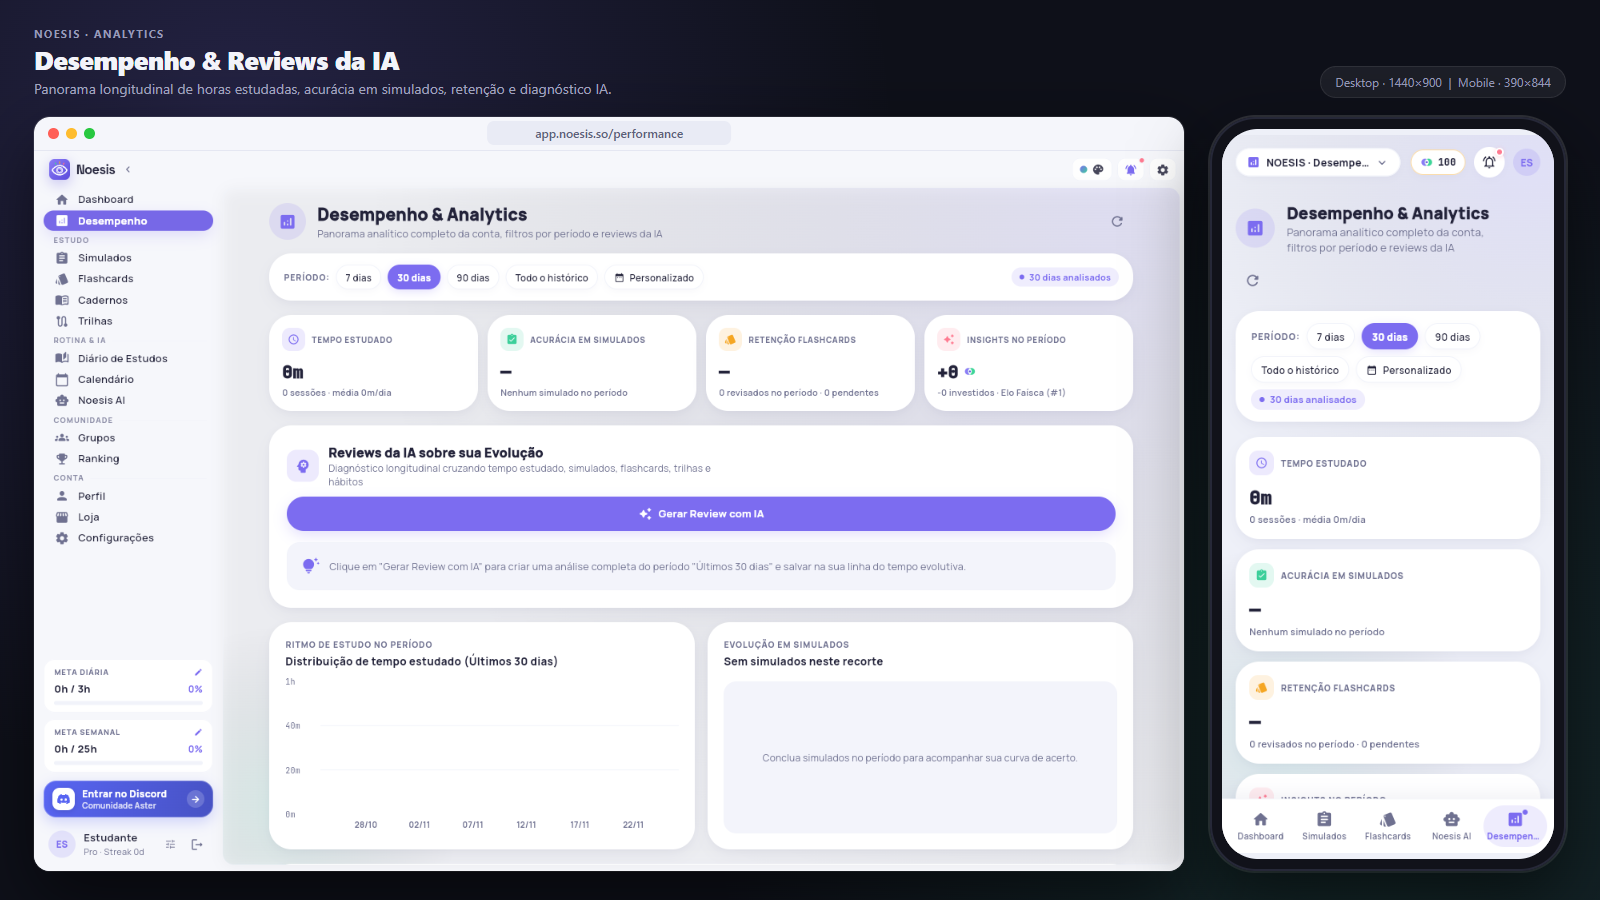 NOESIS · ANALYTICS
Desempenho & Reviews da IA
Panorama longitudinal de horas estudadas, acurácia em simulados, retenção e diagnóstico IA.
Desktop · 1440×900 | Mobile · 390×844
app.noesis.so/performance
Noesis
Dashboard
Desempenho
ESTUDO
Simulados
Flashcards
Cadernos
Trilhas
ROTINA & IA
Diário de Estudos
Calendário
Noesis AI
COMUNIDADE
Grupos
Ranking
CONTA
Perfil
Loja
Configurações
META DIÁRIA
0h / 3h 0%
META SEMANAL
0h / 25h 0%
Entrar no Discord
Comunidade Aster
ES
Estudante
Pro · Streak 0d
Desempenho & Analytics
Panorama analítico completo da conta, filtros por período e reviews da IA
PERÍODO: 7 dias 30 dias 90 dias Todo o histórico Personalizado 30 dias analisados
TEMPO ESTUDADO
0m
0 sessões · média 0m/dia
ACURÁCIA EM SIMULADOS
—
Nenhum simulado no período
RETENÇÃO FLASHCARDS
—
0 revisados no período · 0 pendentes
INSIGHTS NO PERÍODO
+0
-0 investidos · Elo Faísca (#1)
Reviews da IA sobre sua Evolução
Diagnóstico longitudinal cruzando tempo estudado, simulados, flashcards, trilhas e
hábitos
Gerar Review com IA
Clique em "Gerar Review com IA" para criar uma análise completa do período "Últimos 30 dias" e salvar na sua linha do tempo evolutiva.
RITMO DE ESTUDO NO PERÍODO
Distribuição de tempo estudado (Últimos 30 dias)
1h
40m
20m
0m
28/10 02/11 07/11 12/11 17/11 22/11
EVOLUÇÃO EM SIMULADOS
Sem simulados neste recorte
Conclua simulados no período para acompanhar sua curva de acerto.
NOESIS · Desempe... 100 ES
Desempenho & Analytics
Panorama analítico completo da conta,
filtros por período e reviews da IA
PERÍODO: 7 dias 30 dias 90 dias
Todo o histórico Personalizado
30 dias analisados
TEMPO ESTUDADO
0m
0 sessões · média 0m/dia
ACURÁCIA EM SIMULADOS
—
Nenhum simulado no período
RETENÇÃO FLASHCARDS
—
0 revisados no período · 0 pendentes
INSIGHTS NO PERÍODO
Dashboard Simulados Flashcards Noesis AI Desempen...